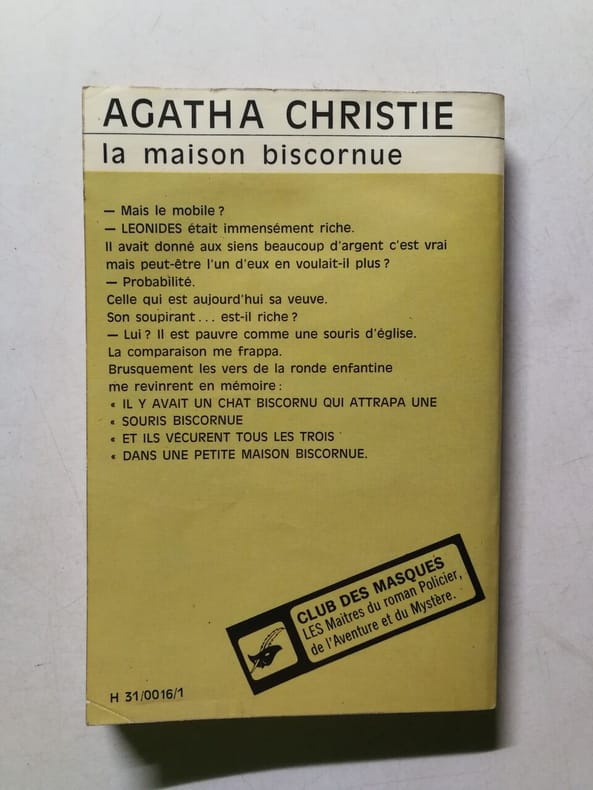 AGATHA CHRISTIE
la maison biscornue
— Mais le mobile ?
— LEONIDES était immensément riche.
Il avait donné aux siens beaucoup d'argent c'est vrai
mais peut-être l'un d'eux en voulait-il plus ?
— Probabilité.
Celle qui est aujourd'hui sa veuve.
Son soupirant... est-il riche ?
— Lui ? Il est pauvre comme une souris d'église.
La comparaison me frappa.
Brusquement les vers de la ronde enfantine
me revinrent en mémoire :
« IL Y AVAIT UN CHAT BISCORNU QUI ATTRAPA UNE
« SOURIS BISCORNUE
« ET ILS VÉCURENT TOUS LES TROIS
« DANS UNE PETITE MAISON BISCORNUE.
CLUB DES MASQUES
LES Maîtres du roman Policier,
de l'Aventure et du Mystère.
H 31/0016/1